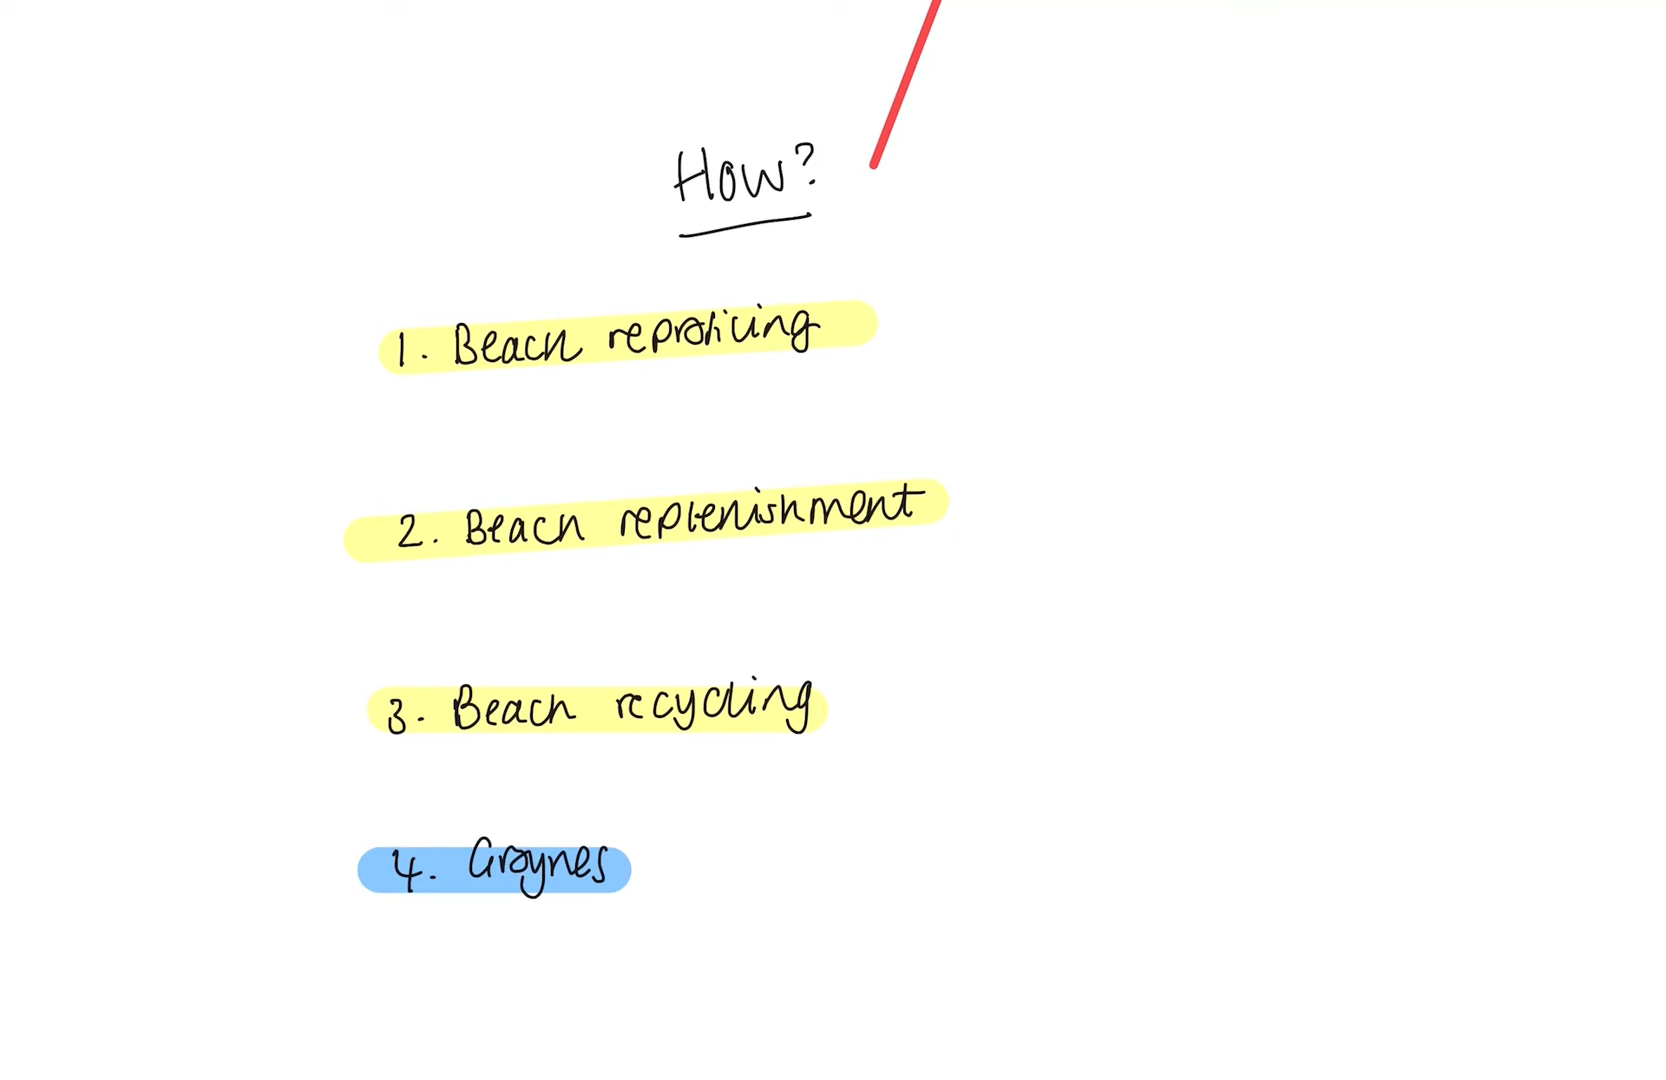 How?
1. Beach reprofiling
2. Beach replenishment
3. Beach recycling
4. Groynes